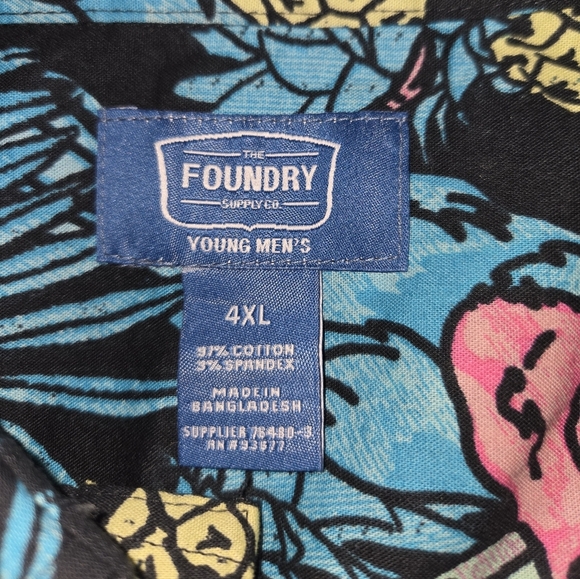 THE
FOUNDRY
SUPPLY CO.
YOUNG MEN'S
4XL
97% COTTON
3% SPANDEX
MADE IN
BANGLADESH
SUPPLIER 76480-3
RN #93677